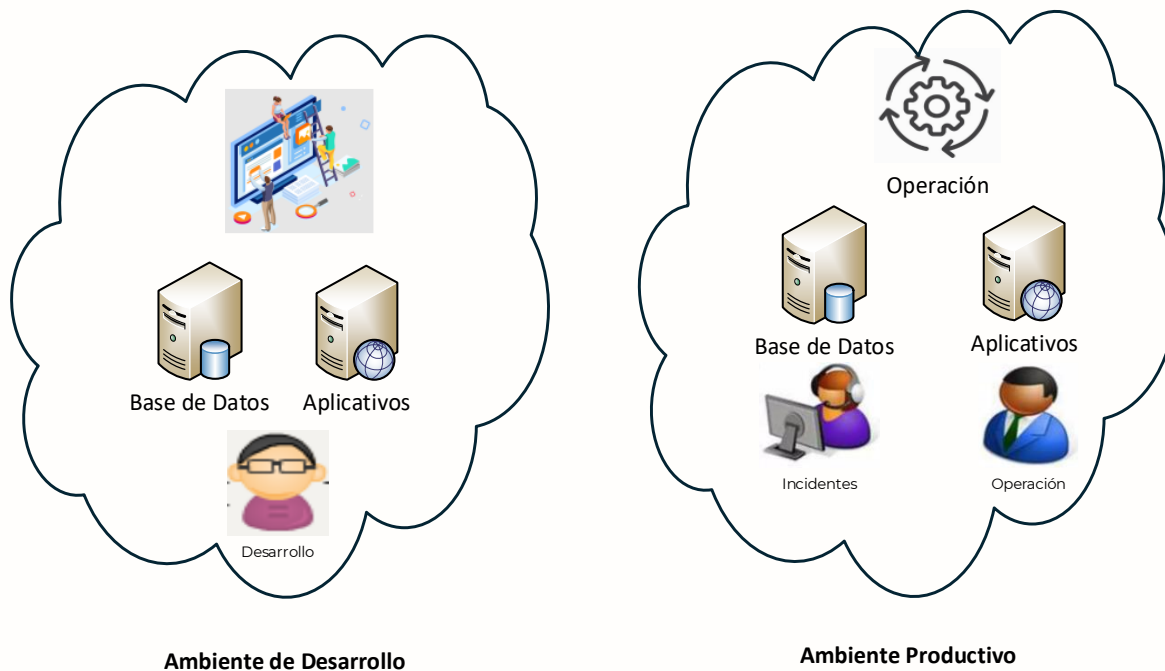 Base de Datos
Aplicativos
Desarrollo
Ambiente de Desarrollo
Operación
Base de Datos
Aplicativos
Incidentes
Operación
Ambiente Productivo